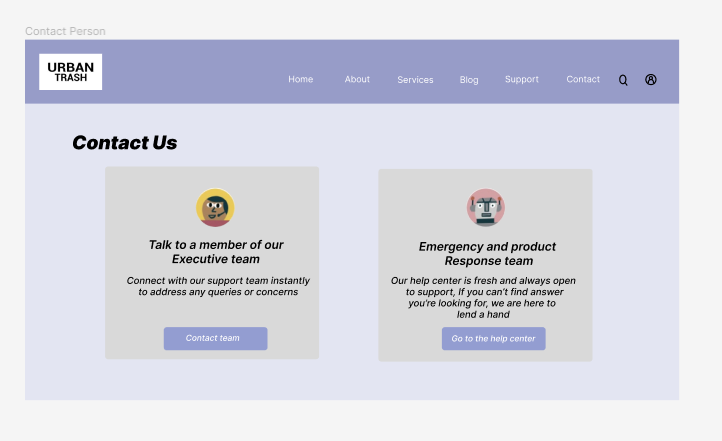 Contact Person
URBAN
TRASH
Home About Services Blog Support Contact
Contact Us
Talk to a member of our
Executive team
Connect with our support team instantly
to address any queries or concerns
Contact team
Emergency and product
Response team
Our help center is fresh and always open
to support, If you can't find answer
you're looking for, we are here to
lend a hand
Go to the help center